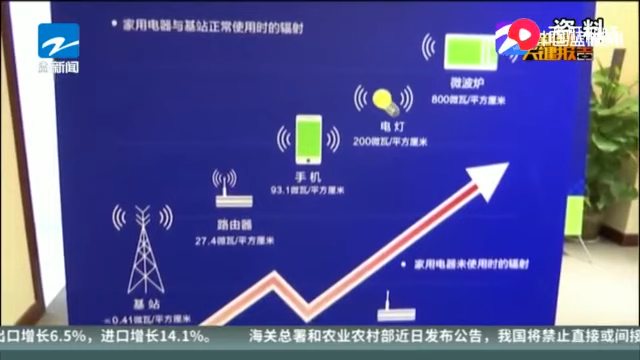 新闻
资料
关键报告
• 家用电器与基站正常使用时的辐射
微波炉
800微瓦/平方厘米
电灯
200微瓦/平方厘米
手机
93.1微瓦/平方厘米
路由器
27.4微瓦/平方厘米
基站
≈0.41微瓦/平方厘米
• 家用电器未使用时的辐射
出口增长6.5%，进口增长14.1%。 海关总署和农业农村部近日发布公告，我国将禁止直接或间接